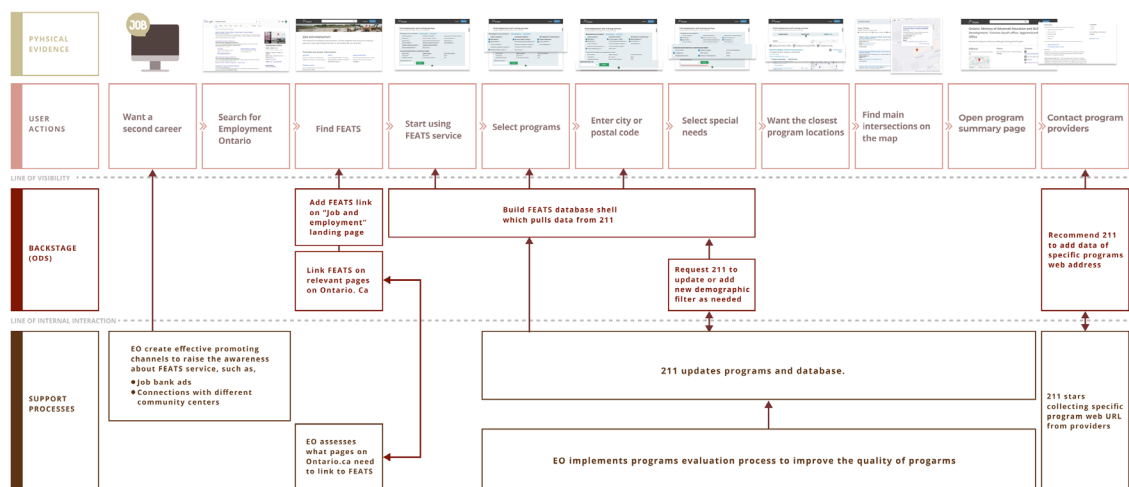 JOB
PYHSICAL
EVIDENCE
USER
ACTIONS
Want a
second career
Search for
Employment
Ontario
Find FEATS
Start using
FEATS service
Select programs
Enter city or
postal code
Select special
needs
Want the closest
program locations
Find main
intersections on
the map
Open program
summary page
Contact program
providers
LINE OF VISIBILITY
BACKSTAGE
(ODS)
Add FEATS link
on "Job and
employment"
landing page
Link FEATS on
relevant pages
on Ontario. Ca
Build FEATS database shell
which pulls data from 211
Request 211 to
update or add
new demographic
filter as needed
Recommend 211
to add data of
specific programs
web address
LINE OF INTERNAL INTERACTION
SUPPORT
PROCESSES
EO create effective promoting
channels to raise the awareness
about FEATS service, such as,
● Job bank ads
● Connections with different
community centers
EO assesses
what pages on
Ontario.ca need
to link to FEATS
211 updates programs and database.
EO implements programs evaluation process to improve the quality of progarms
211 stars
collecting specific
program web URL
from providers